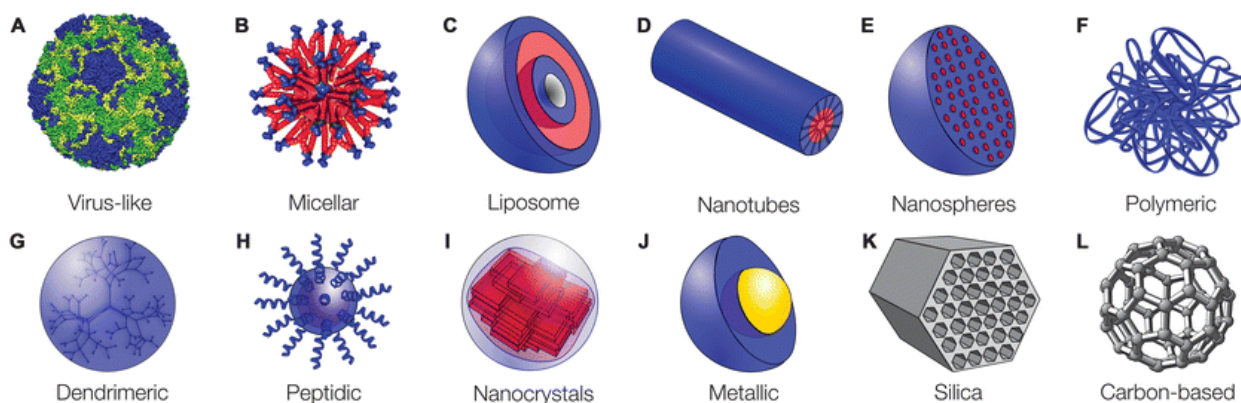 A B C D E F
Virus-like Micellar Liposome Nanotubes Nanospheres Polymeric
G H I J K L
Dendrimeric Peptidic Nanocrystals Metallic Silica Carbon-based